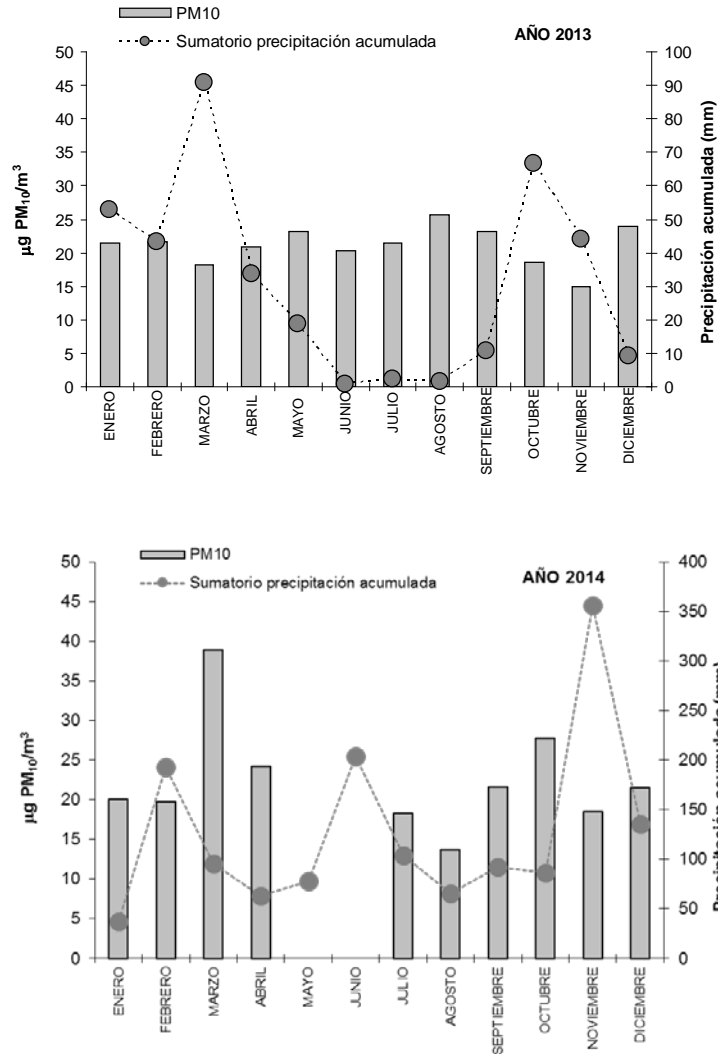 PM10
Sumatorio precipitación acumulada
AÑO 2013
50
45
40
35
30
25
20
15
10
5
0
µg PM10/m³
100
90
80
70
60
50
40
30
20
10
0
Precipitación acumulada (mm)
ENERO
FEBRERO
MARZO
ABRIL
MAYO
JUNIO
JULIO
AGOSTO
SEPTIEMBRE
OCTUBRE
NOVIEMBRE
DICIEMBRE
PM10
Sumatorio precipitación acumulada
AÑO 2014
50
45
40
35
30
25
20
15
10
5
0
µg PM10/m³
400
350
300
250
200
150
100
50
0
Precipitación acumulada (mm)
ENERO
FEBRERO
MARZO
ABRIL
MAYO
JUNIO
JULIO
AGOSTO
SEPTIEMBRE
OCTUBRE
NOVIEMBRE
DICIEMBRE